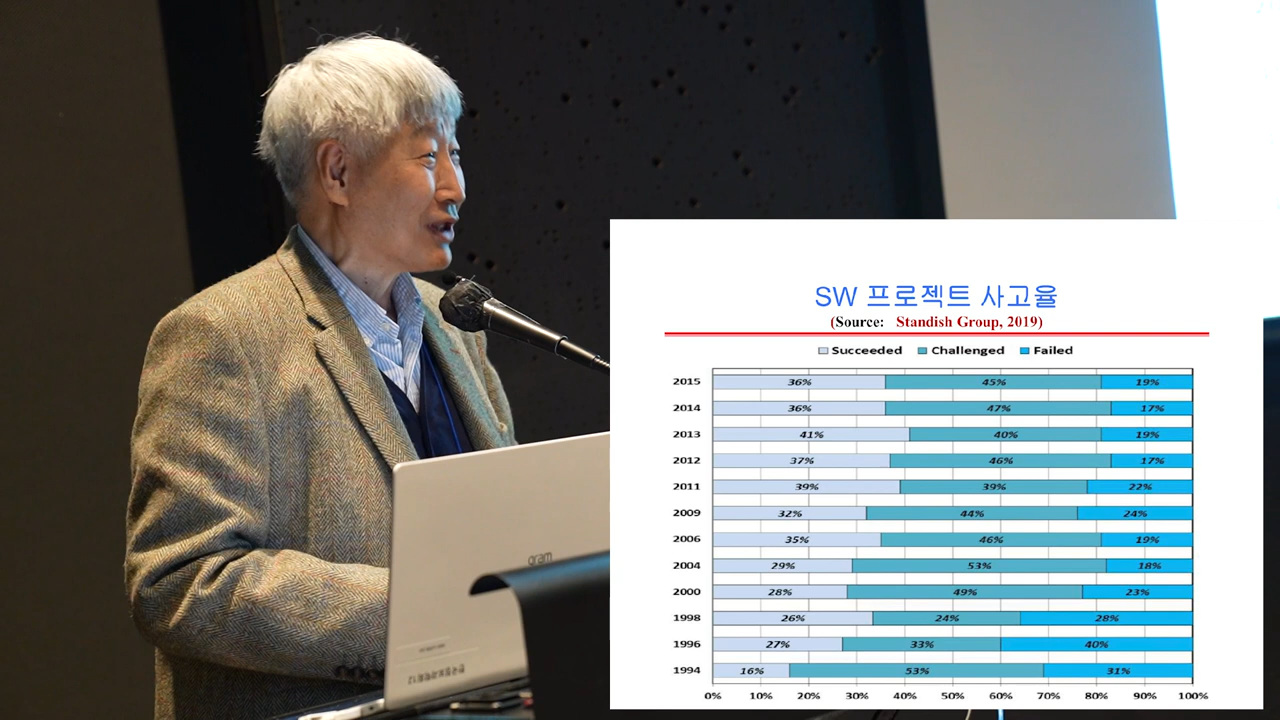 SW 프로젝트 사고율
(Source: Standish Group, 2019)
Succeeded Challenged Failed
2015 36% 45% 19%
2014 36% 47% 17%
2013 41% 40% 19%
2012 37% 46% 17%
2011 39% 39% 22%
2009 32% 44% 24%
2006 35% 46% 19%
2004 29% 53% 18%
2000 28% 49% 23%
1998 26% 24% 28%
1996 27% 33% 40%
1994 16% 53% 31%
0% 10% 20% 30% 40% 50% 60% 70% 80% 90% 100%
gram